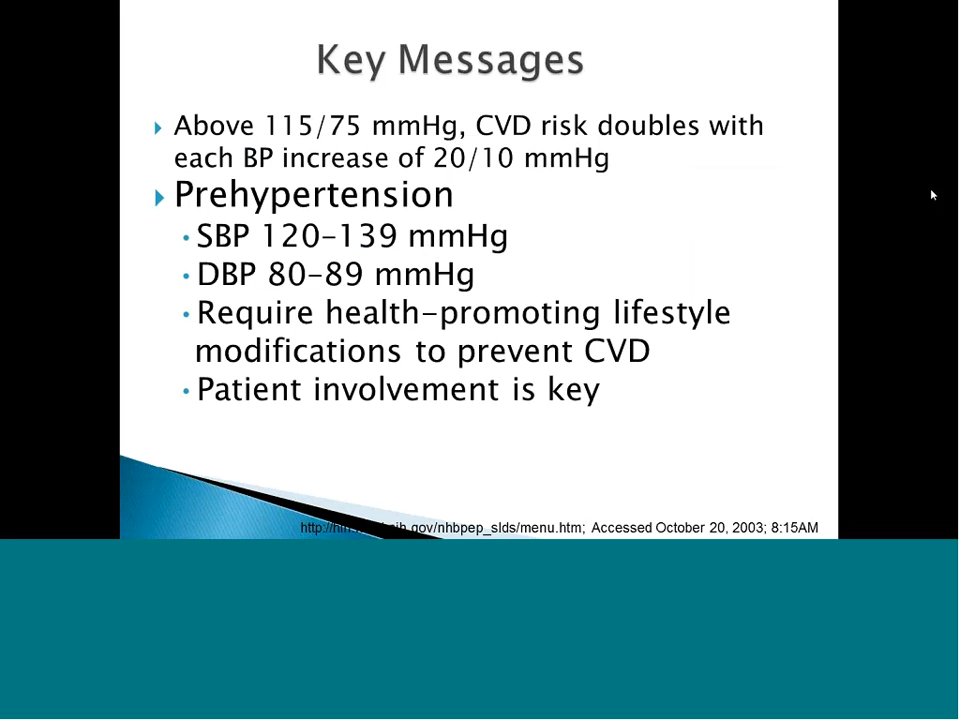 Key Messages
Above 115/75 mmHg, CVD risk doubles with
each BP increase of 20/10 mmHg
Prehypertension
SBP 120-139 mmHg
DBP 80-89 mmHg
Require health-promoting lifestyle
modifications to prevent CVD
Patient involvement is key
gov/nhbpep_slds/menu.htm; Accessed October 20, 2003; 8:15AM